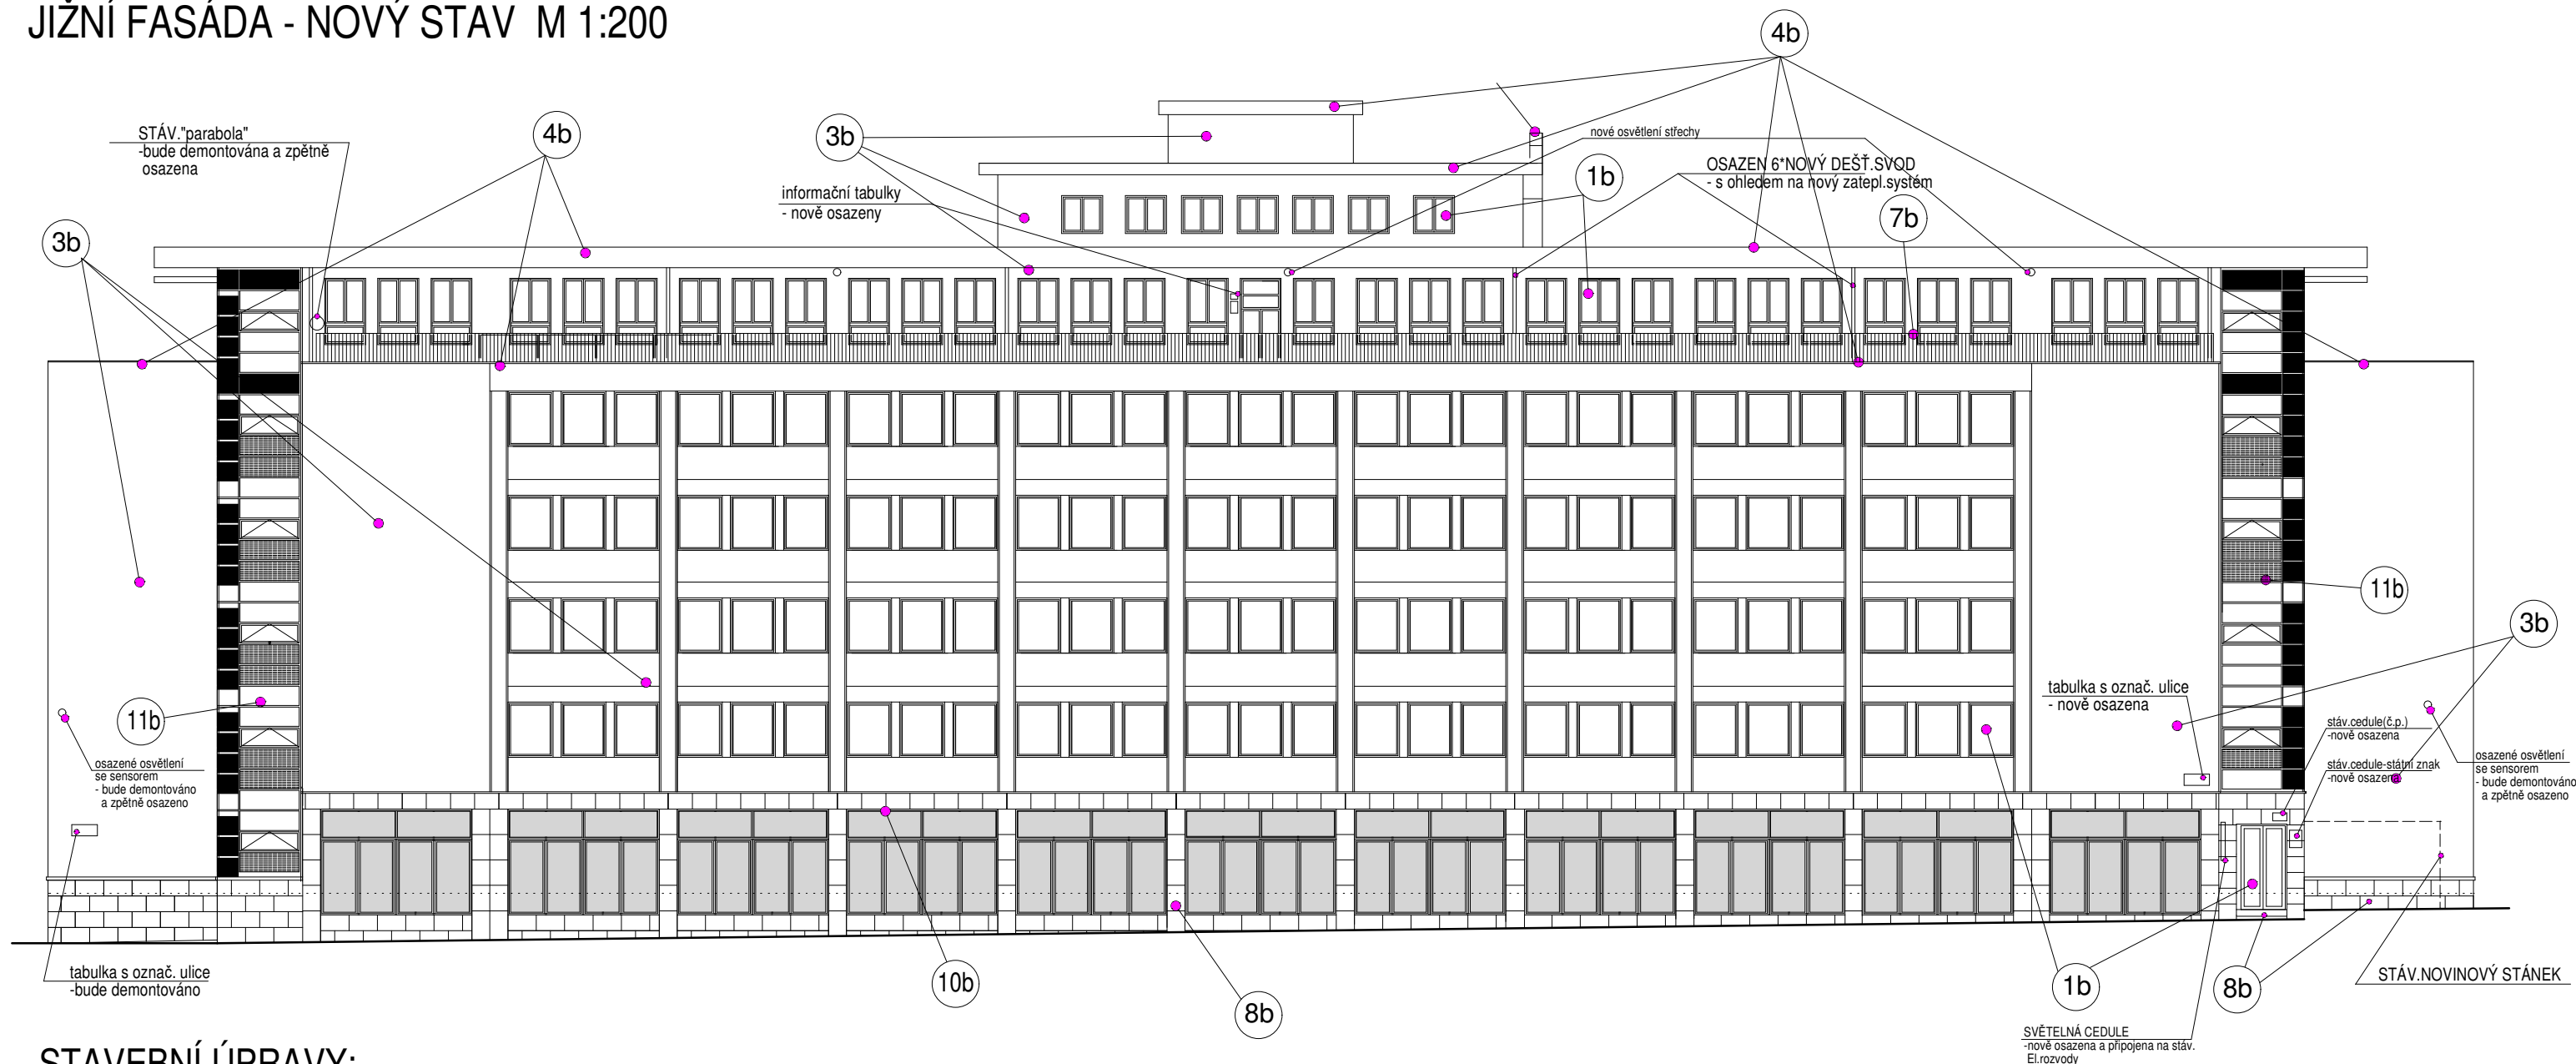 JIŽNÍ FASÁDA - NOVÝ STAV  M 1:200
4b
STÁV."parabola"
-bude demontována a zpětně
osazena
4b
3b
nové osvětlení střechy
OSAZEN 6*NOVÝ DEŠŤ.SVOD
- s ohledem na nový zatepl.systém
1b
informační tabulky
- nově osazeny
7b
3b
11b
3b
tabulka s označ. ulice
- nově osazena
11b
stáv.cedule(č.p.)
-nově osazena
stáv.cedule-státní znak
-nově osazena
osazené osvětlení
se sensorem
- bude demontováno
a zpětně osazeno
osazené osvětlení
se sensorem
- bude demontováno
a zpětně osazeno
tabulka s označ. ulice
-bude demontováno
10b
8b
1b
8b
STÁV.NOVINOVÝ STÁNEK
SVĚTELNÁ CEDULE
-nově osazena a připojena na stáv.
El.rozvody
STAVEBNÍ ÚPRAVY: